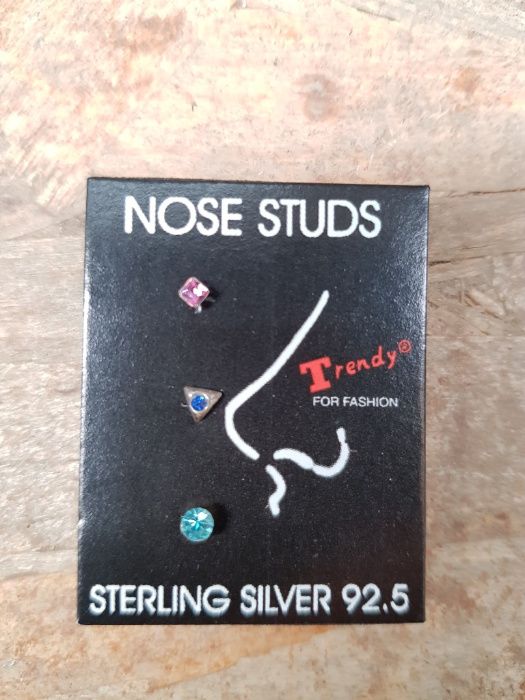 NOSE STUDS
Trendy®
FOR FASHION
STERLING SILVER 92.5